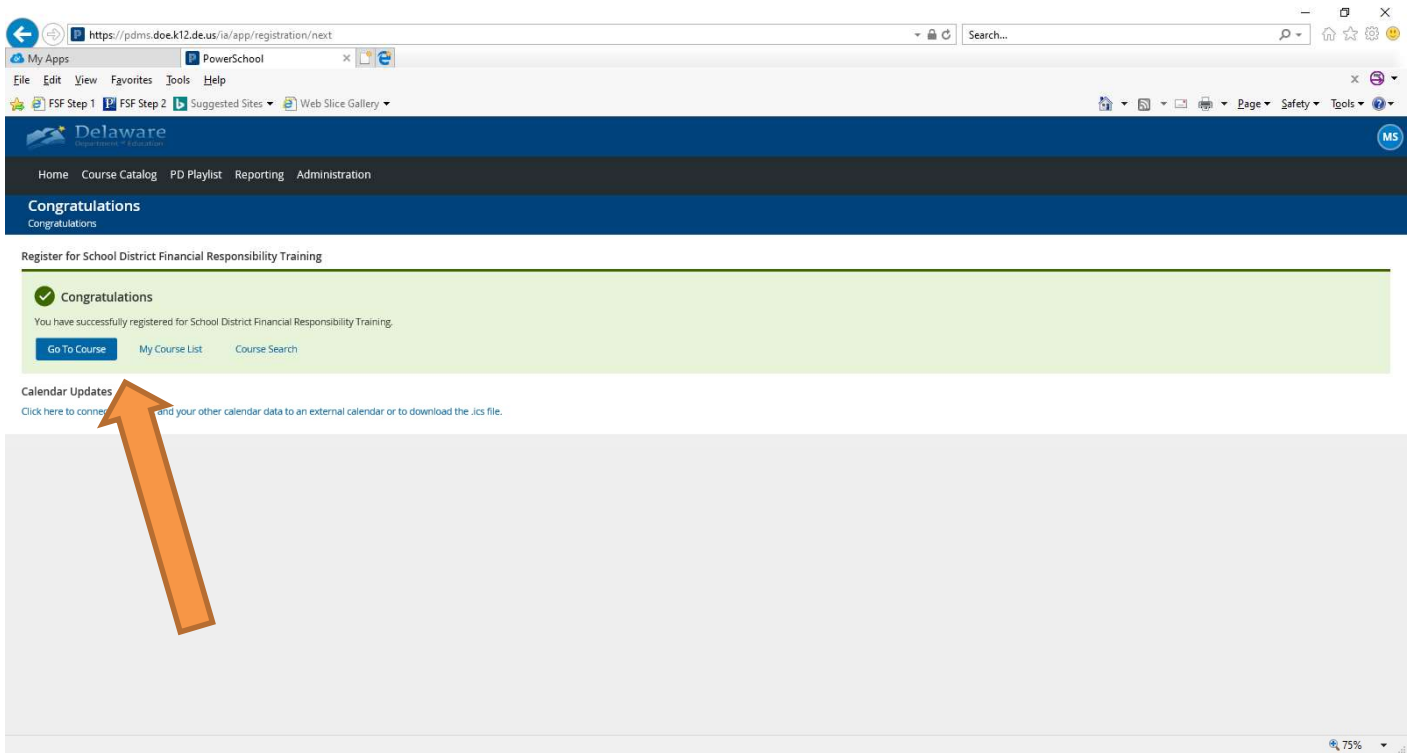 https://pdms.doe.k12.de.us/ia/app/registration/next
Search...
My Apps
PowerSchool
File Edit View Favorites Tools Help
FSF Step 1 FSF Step 2 Suggested Sites Web Slice Gallery
Page Safety Tools
Delaware
Department of Education
MS
Home Course Catalog PD Playlist Reporting Administration
Congratulations
Congratulations
Register for School District Financial Responsibility Training
Congratulations
You have successfully registered for School District Financial Responsibility Training.
Go To Course My Course List Course Search
Calendar Updates
Click here to connec and your other calendar data to an external calendar or to download the .ics file.
75%